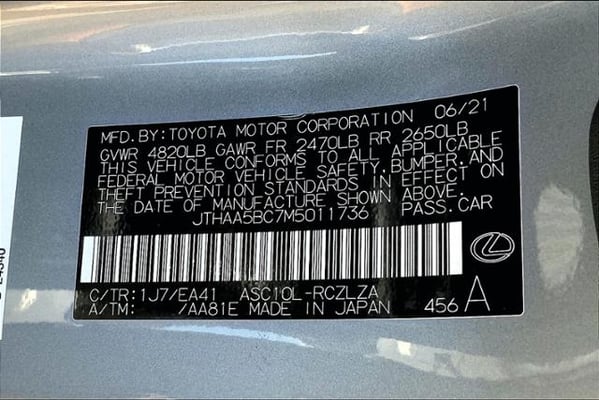 MFD. BY: TOYOTA MOTOR CORPORATION 06/21
GVWR 4820LB GAWR FR 2470LB RR 2650LB
THIS VEHICLE CONFORMS TO ALL APPLICABLE
FEDERAL MOTOR VEHICLE SAFETY, BUMPER, AND
THEFT PREVENTION STANDARDS IN EFFECT ON
THE DATE OF MANUFACTURE SHOWN ABOVE.
JTHAA5BC7M5011736 PASS. CAR
C/TR: 1J7/EA41 ASC10L-RCZLZA
A/TM: /AA81E MADE IN JAPAN 456 A